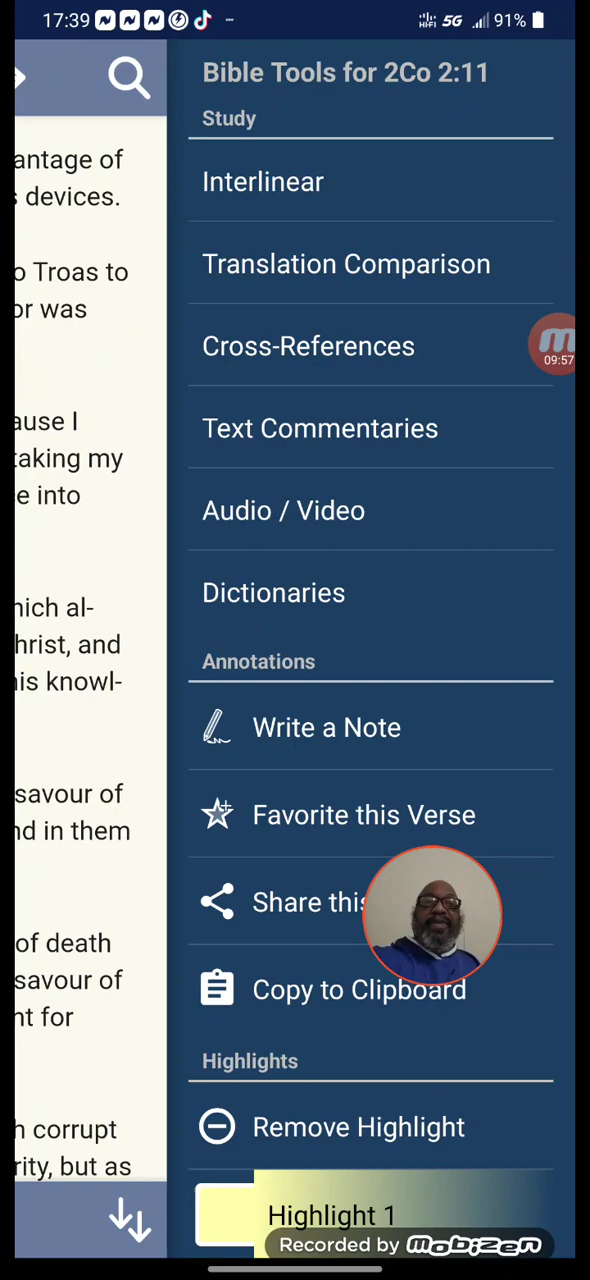 17:39
5G
91%
Bible Tools for 2Co 2:11
Study
Interlinear
Translation Comparison
Cross-References
09:57
Text Commentaries
Audio / Video
Dictionaries
Annotations
Write a Note
Favorite this Verse
Share this
Copy to Clipboard
Highlights
Remove Highlight
Highlight 1
Recorded by mobizen
antage of
devices.
o Troas to
or was
ause I
taking my
e into
hich al-
hrist, and
is knowl-
savour of
nd in them
of death
savour of
nt for
h corrupt
rity, but as